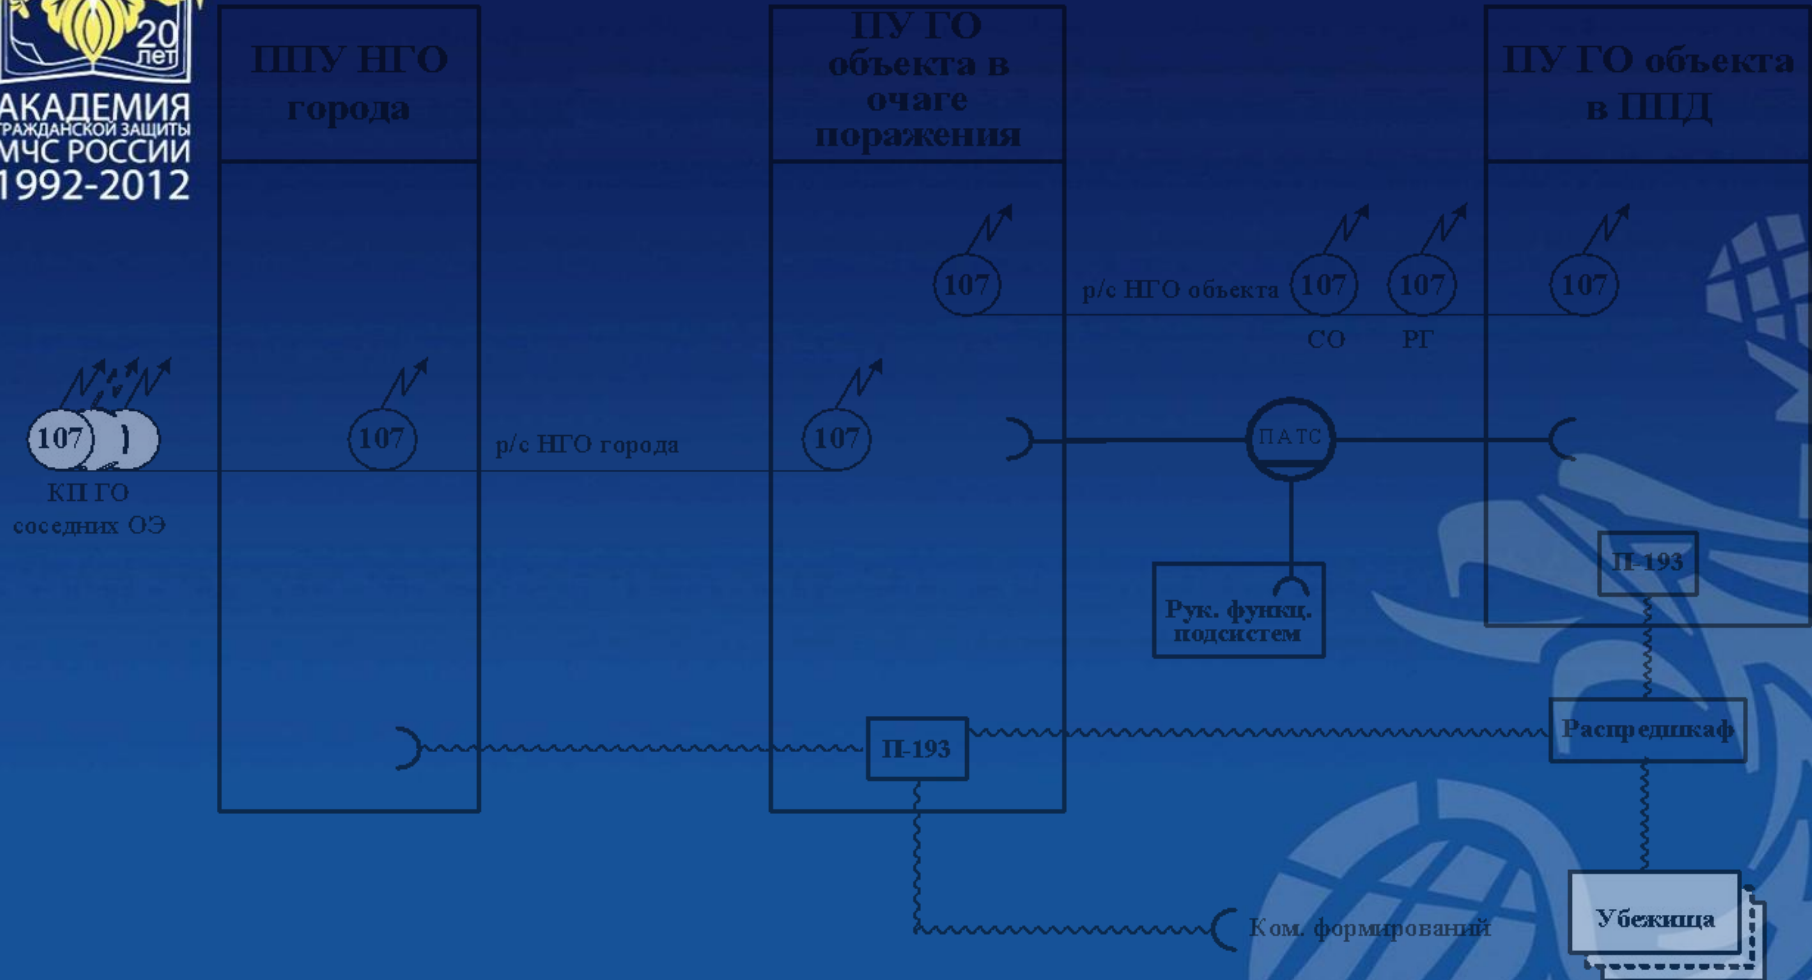 20
лет
АКАДЕМИЯ
ГРАЖДАНСКОЙ ЗАЩИТЫ
МЧС РОССИИ
1992-2012
ППУ НГО
города
ПУ ГО
объекта в
очаге
поражения
ПУ ГО объекта
в ППД
107
р/с НГО объекта
107
107
107
СО
РГ
107
107
р/с НГО города
107
ПАТС
КП ГО
соседних ОЭ
П-193
Рук. функц.
подсистем
П-193
Распредшкаф
Ком. формирований
Убежища